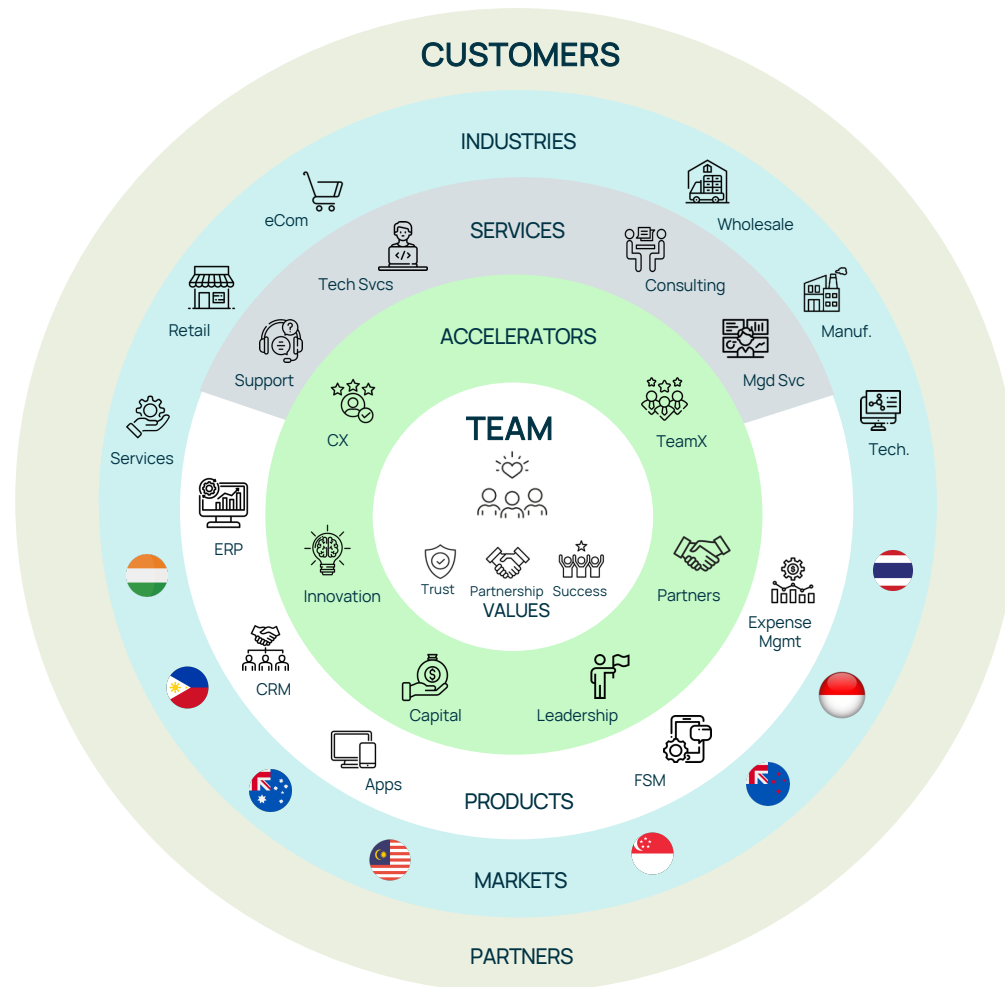 CUSTOMERS
INDUSTRIES
eCom
Wholesale
SERVICES
Tech Svcs
Consulting
Retail
Manuf.
ACCELERATORS
Support
Mgd Svc
CX
TeamX
TEAM
Services
Tech.
ERP
Innovation
Trust
Partnership
Success
VALUES
Partners
Expense
Mgmt
CRM
Capital
Leadership
Apps
FSM
PRODUCTS
MARKETS
PARTNERS